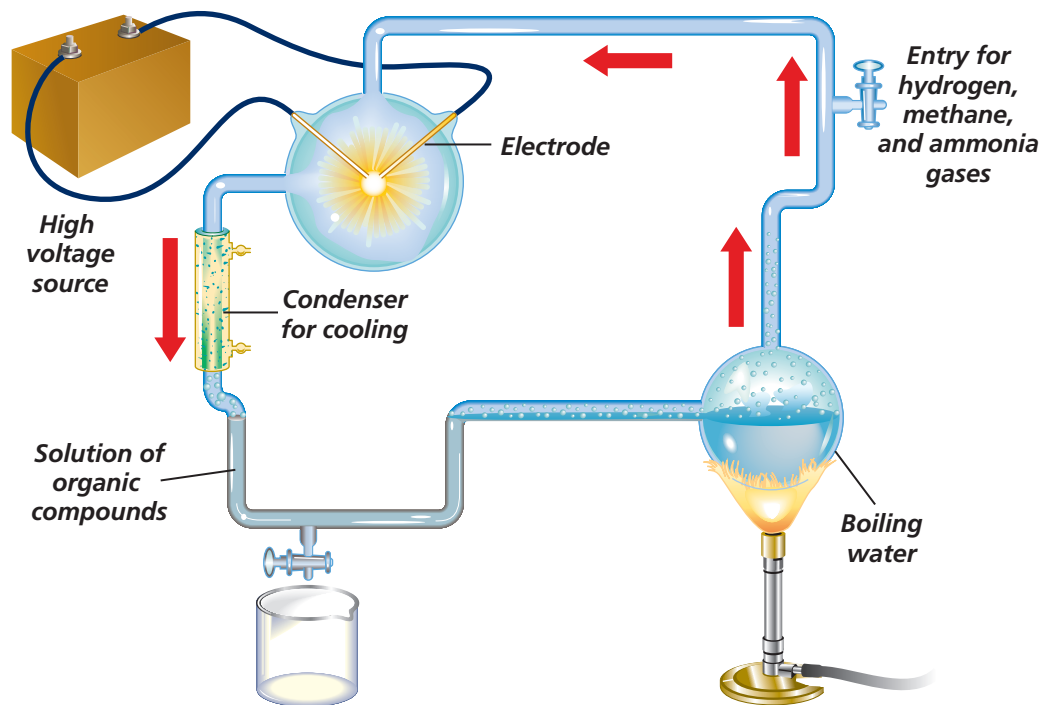 Entry for
hydrogen,
methane,
and ammonia
gases
Electrode
High
voltage
source
Condenser
for cooling
Solution of
organic
compounds
Boiling
water